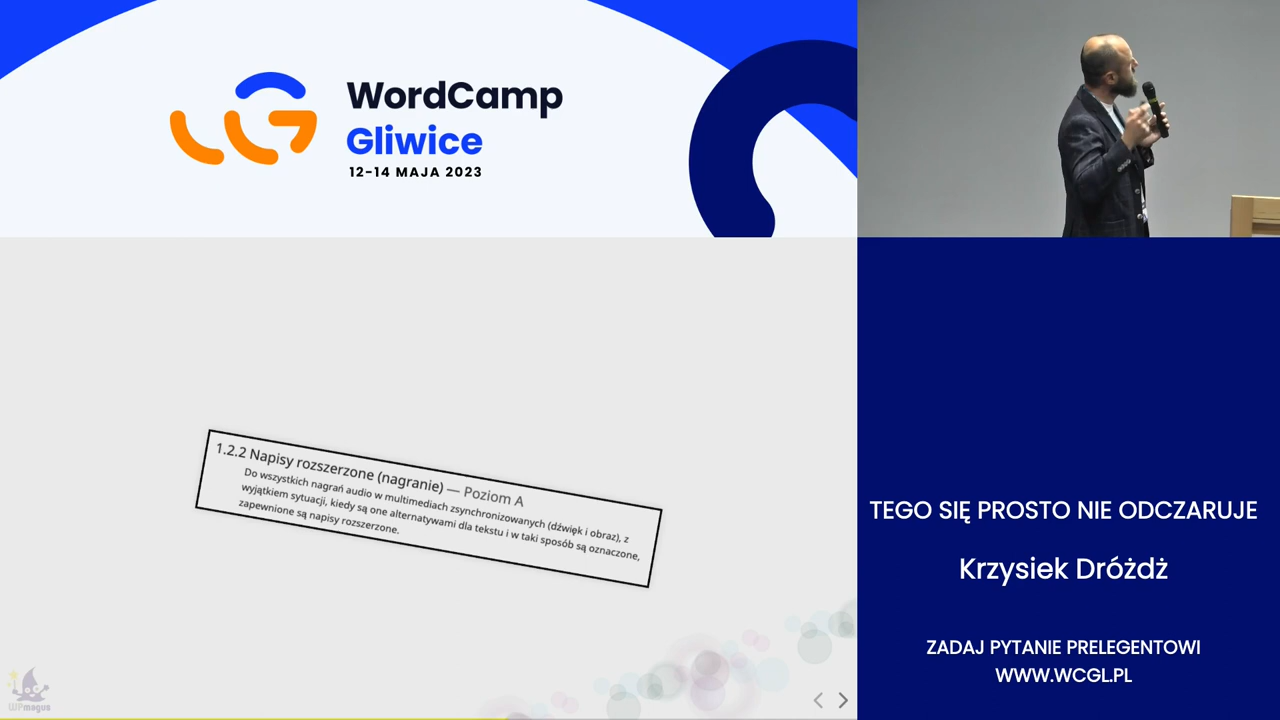 WordCamp
Gliwice
12-14 MAJA 2023
1.2.2 Napisy rozszerzone (nagranie) — Poziom A
Do wszystkich nagrań audio w multimediach zsynchronizowanych (dźwięk i obraz), z
wyjątkiem sytuacji, kiedy są one alternatywami dla tekstu i w taki sposób są oznaczone,
zapewnione są napisy rozszerzone.
WPmagus
TEGO SIĘ PROSTO NIE ODCZARUJE
Krzysiek Dróżdż
ZADAJ PYTANIE PRELEGENTOWI
WWW.WCGL.PL